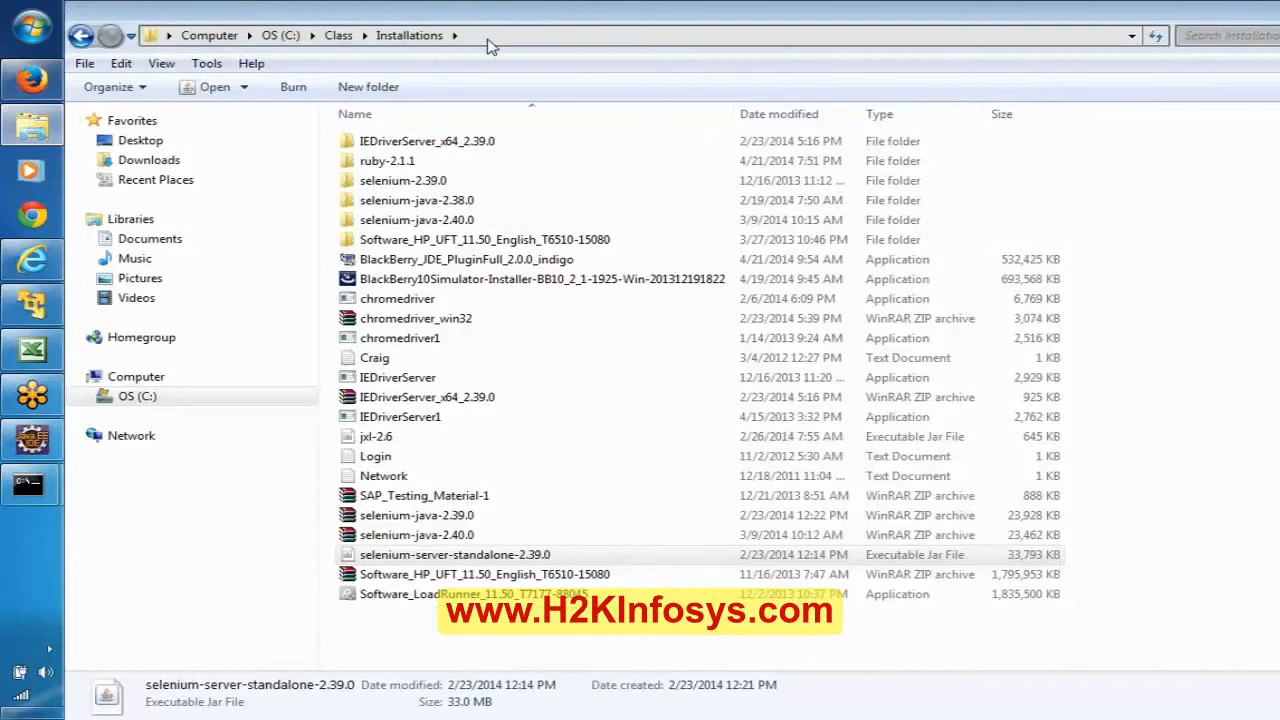 Computer OS (C:) Class Installations Search Installatio
File Edit View Tools Help
Organize Open Burn New folder
Name Date modified Type Size
Favorites
Desktop
Downloads
Recent Places
Libraries
Documents
Music
Pictures
Videos
Homegroup
Computer
OS (C:)
Network
IEDriverServer_x64_2.39.0 2/23/2014 5:16 PM File folder
ruby-2.1.1 4/21/2014 7:51 PM File folder
selenium-2.39.0 12/16/2013 11:12 ... File folder
selenium-java-2.38.0 2/19/2014 7:50 AM File folder
selenium-java-2.40.0 3/9/2014 10:15 AM File folder
Software_HP_UFT_11.50_English_T6510-15080 3/27/2013 10:46 PM File folder
BlackBerry_JDE_PluginFull_2.0.0_indigo 4/21/2014 9:54 AM Application 532,425 KB
BlackBerry10Simulator-Installer-BB10_2_1-1925-Win-201312191822 4/19/2014 9:45 AM Application 693,568 KB
chromedriver 2/6/2014 6:09 PM Application 6,769 KB
chromedriver_win32 2/23/2014 5:39 PM WinRAR ZIP archive 3,074 KB
chromedriver1 1/14/2013 9:24 AM Application 2,516 KB
Craig 3/4/2012 12:27 PM Text Document 1 KB
IEDriverServer 12/16/2013 11:20 ... Application 2,929 KB
IEDriverServer_x64_2.39.0 2/23/2014 5:16 PM WinRAR ZIP archive 925 KB
IEDriverServer1 4/15/2013 3:32 PM Application 2,762 KB
jxl-2.6 2/26/2014 7:55 AM Executable Jar File 645 KB
Login 11/2/2012 5:30 AM Text Document 1 KB
Network 12/18/2011 11:04 ... Text Document 1 KB
SAP_Testing_Material-1 12/21/2013 8:51 AM WinRAR ZIP archive 888 KB
selenium-java-2.39.0 2/23/2014 12:22 PM WinRAR ZIP archive 23,928 KB
selenium-java-2.40.0 3/9/2014 10:12 AM WinRAR ZIP archive 23,462 KB
selenium-server-standalone-2.39.0 2/23/2014 12:14 PM Executable Jar File 33,793 KB
Software_HP_UFT_11.50_English_T6510-15080 11/16/2013 7:47 AM WinRAR ZIP archive 1,795,953 KB
Software_LoadRunner_11.50_T7177-88045 12/2/2013 10:37 PM Application 1,835,500 KB
www.H2KInfosys.com
selenium-server-standalone-2.39.0 Date modified: 2/23/2014 12:14 PM Date created: 2/23/2014 12:21 PM
Executable Jar File Size: 33.0 MB
Java EE
IDE
C:\